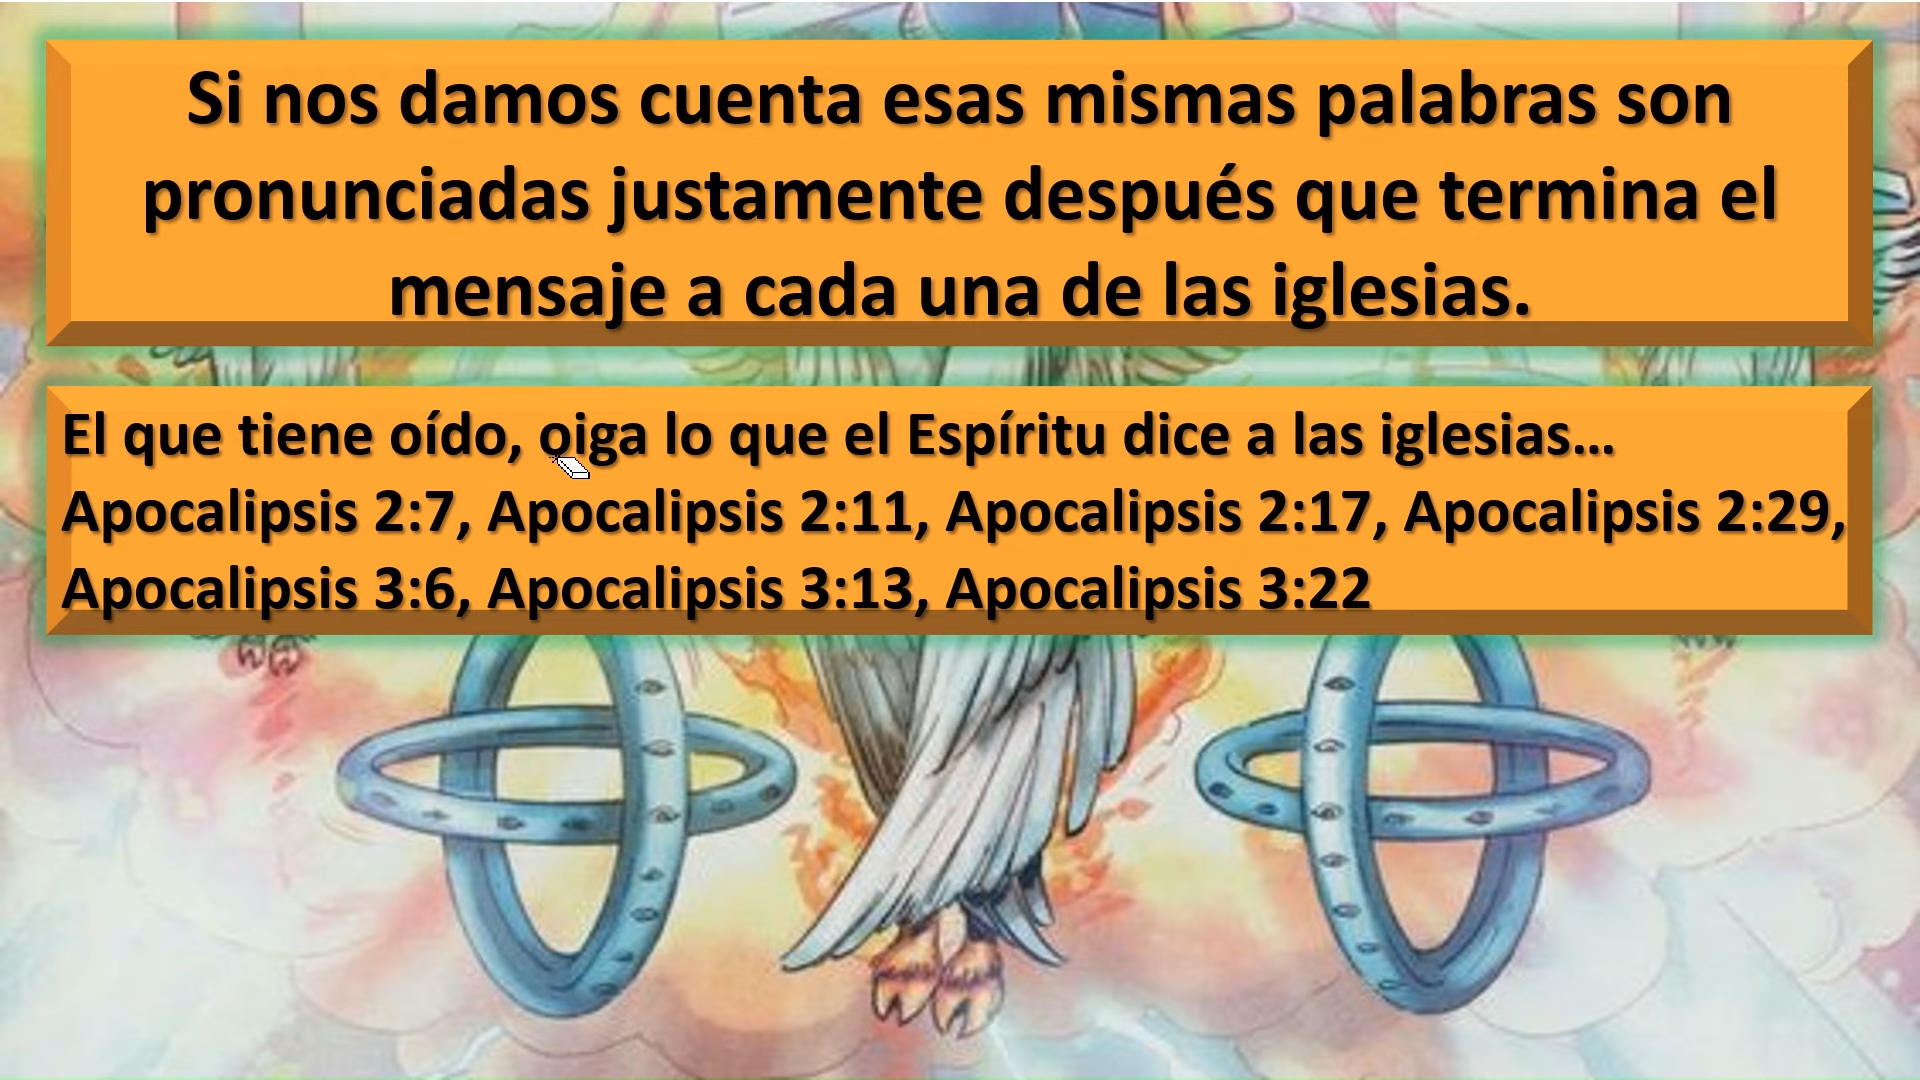 Si nos damos cuenta esas mismas palabras son
pronunciadas justamente después que termina el
mensaje a cada una de las iglesias.
El que tiene oído, oiga lo que el Espíritu dice a las iglesias…
Apocalipsis 2:7, Apocalipsis 2:11, Apocalipsis 2:17, Apocalipsis 2:29,
Apocalipsis 3:6, Apocalipsis 3:13, Apocalipsis 3:22